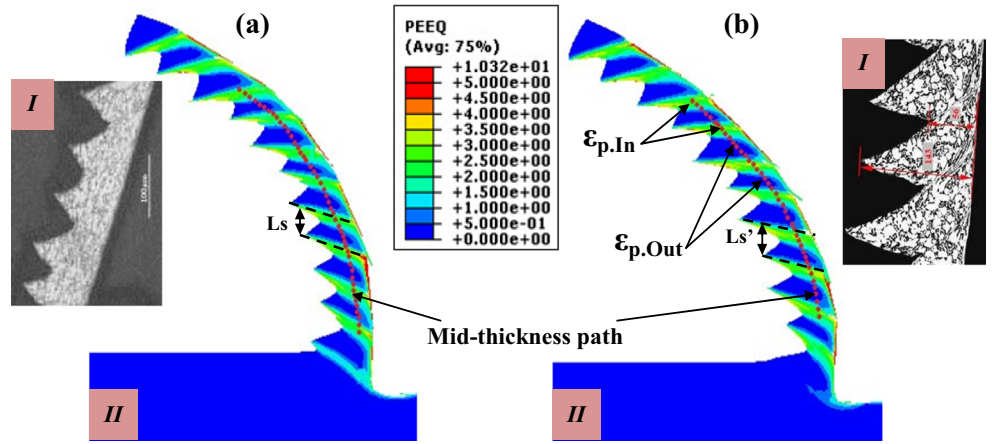 (a)
I
100µm
Ls
II
PEEQ
(Avg: 75%)
+1.032e+01
+5.000e+00
+4.500e+00
+4.000e+00
+3.500e+00
+3.000e+00
+2.500e+00
+2.000e+00
+1.500e+00
+1.000e+00
+5.000e-01
+0.000e+00
Mid-thickness path
(b)
εp.In
εp.Out
Ls’
II
I
143